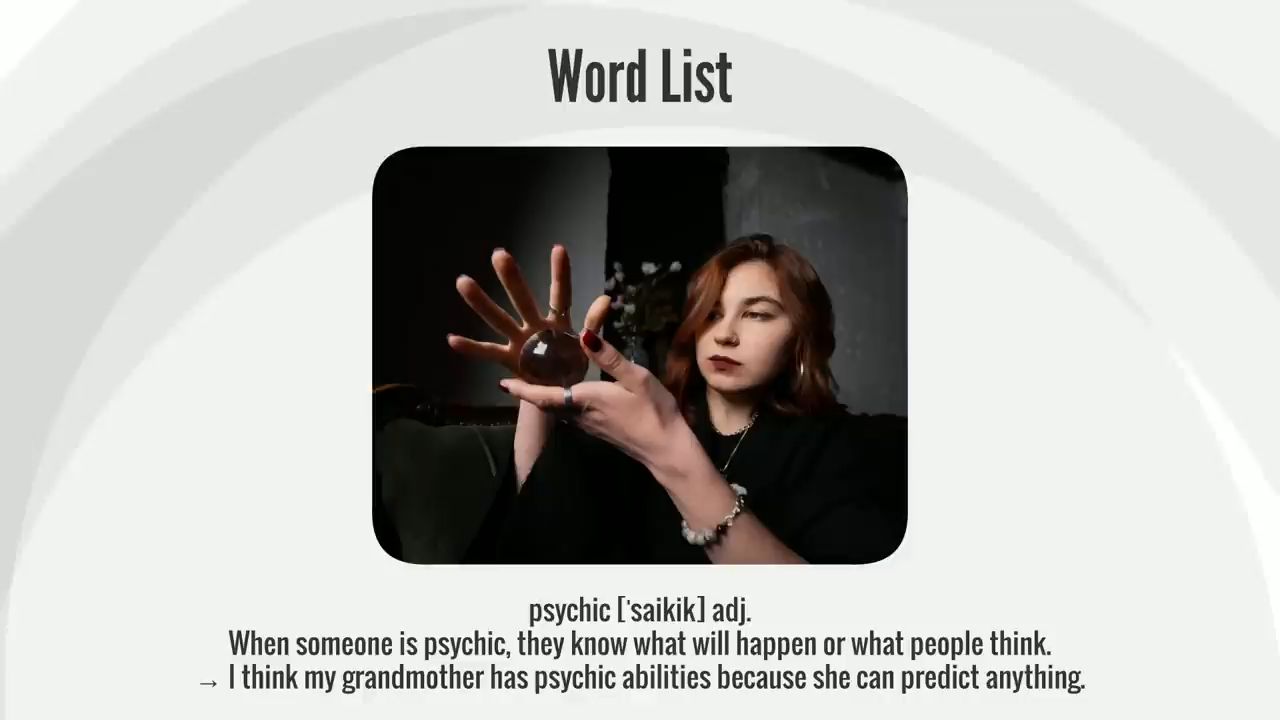 Word List
psychic [ˈsaikik] adj.
When someone is psychic, they know what will happen or what people think.
→ I think my grandmother has psychic abilities because she can predict anything.